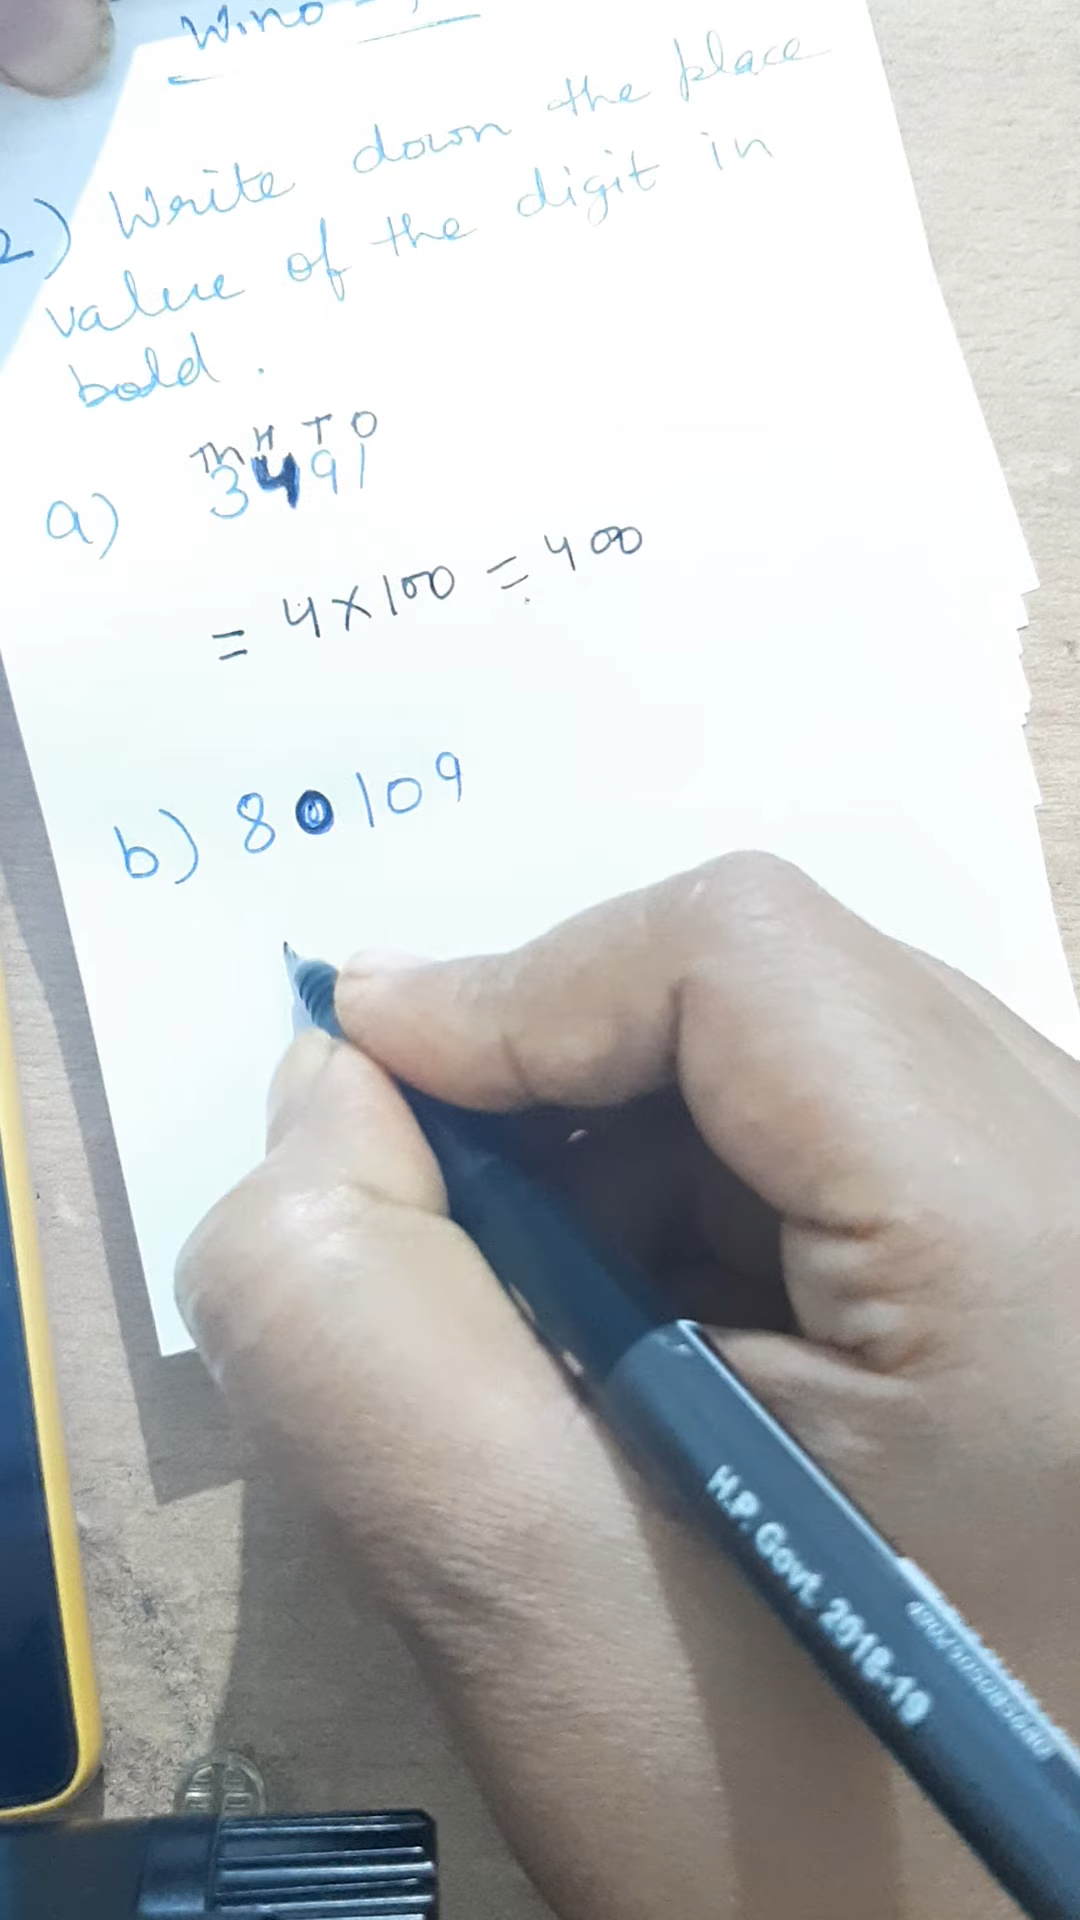 2) Write down the place
value of the digit in
bold.
Th H T O
a) 3491
= 4 × 100 = 400
b) 80109
H.P. Govt. 2018-19